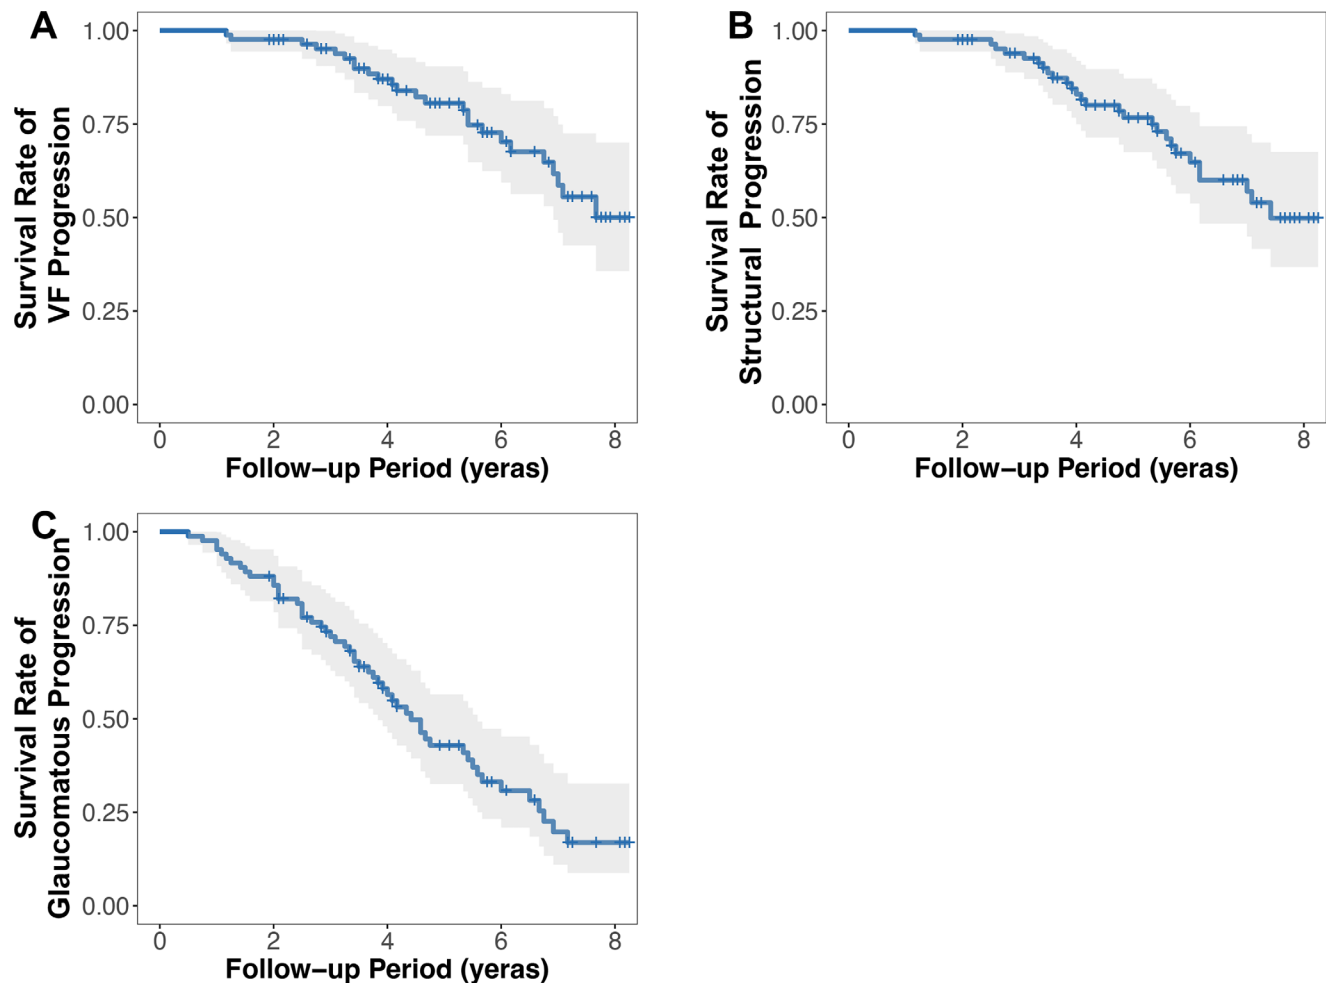 A
Survival Rate of
VF Progression
1.00
0.75
0.50
0.25
0.00
0 2 4 6 8
Follow−up Period (yeras)
B
Survival Rate of
Structural  Progression
1.00
0.75
0.50
0.25
0.00
0 2 4 6 8
Follow−up Period (yeras)
C
Survival Rate of
Glaucomatous Progression
1.00
0.75
0.50
0.25
0.00
0 2 4 6 8
Follow−up Period (yeras)